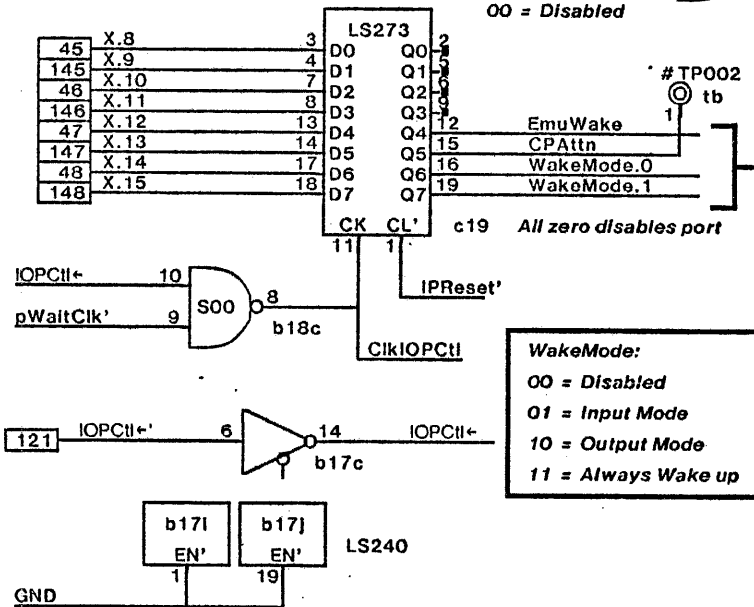 00 = Disabled
LS273
45 X.8 3 D0 Q0 2
145 X.9 4 D1 Q1 5
46 X.10 7 D2 Q2 6
146 X.11 8 D3 Q3 9
47 X.12 13 D4 Q4 12 EmuWake
147 X.13 14 D5 Q5 15 CPAttn
48 X.14 17 D6 Q6 16 WakeMode.0
148 X.15 18 D7 Q7 19 WakeMode.1
# TP002
tb
1
CK CL'
11 1
c19 All zero disables port
IOPCtl← 10
S00
8
pWaitClk' 9
b18c
IPReset'
ClkIOPCtl
WakeMode:
00 = Disabled
01 = Input Mode
10 = Output Mode
11 = Always Wake up
121 IOPCtl←' 6 14 IOPCtl←
b17c
b17i b17j
EN' EN'
LS240
1 19
GND